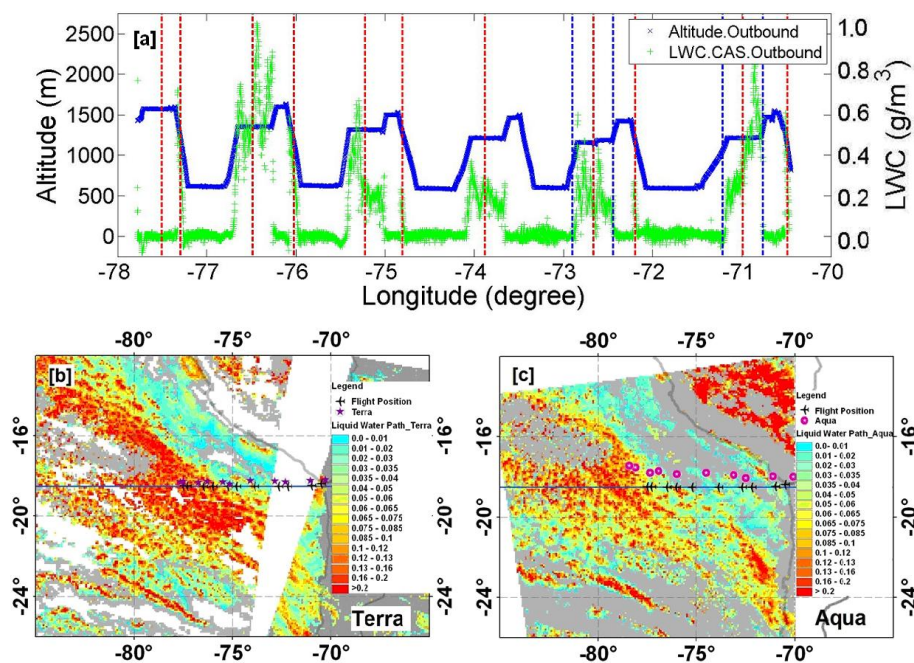 [a]
Altitude.Outbound
LWC.CAS.Outbound
2500
2000
1500
1000
500
0
Altitude (m)
1.0
0.8
0.6
0.4
0.2
0.0
LWC (g/m3)
-78 -77 -76 -75 -74 -73 -72 -71 -70
Longitude (degree)
-80° -75° -70°
[b]
Legend
Flight Position
Terra
Liquid Water Path_Terra
0.0 - 0.01
0.01 - 0.02
0.02 - 0.03
0.03 - 0.035
0.035 - 0.04
0.04 - 0.05
0.05 - 0.06
0.06 - 0.065
0.065 - 0.075
0.075 - 0.085
0.085 - 0.1
0.1 - 0.12
0.12 - 0.13
0.13 - 0.16
0.16 - 0.2
>0.2
-16°
-20°
-24°
Terra
-80° -75° -70°
-80° -75° -70°
[c]
Legend
Flight Position
Aqua
Liquid Water Path_Aqua
0.0- 0.01
0.01 - 0.02
0.02 - 0.03
0.03 - 0.035
0.035 - 0.04
0.04 - 0.05
0.05 - 0.06
0.06 - 0.065
0.065 - 0.075
0.075 - 0.085
0.085 - 0.1
0.1 - 0.12
0.12 - 0.13
0.13 - 0.16
0.16 - 0.2
> 0.2
-16°
-20°
-24°
Aqua
-80° -75° -70°